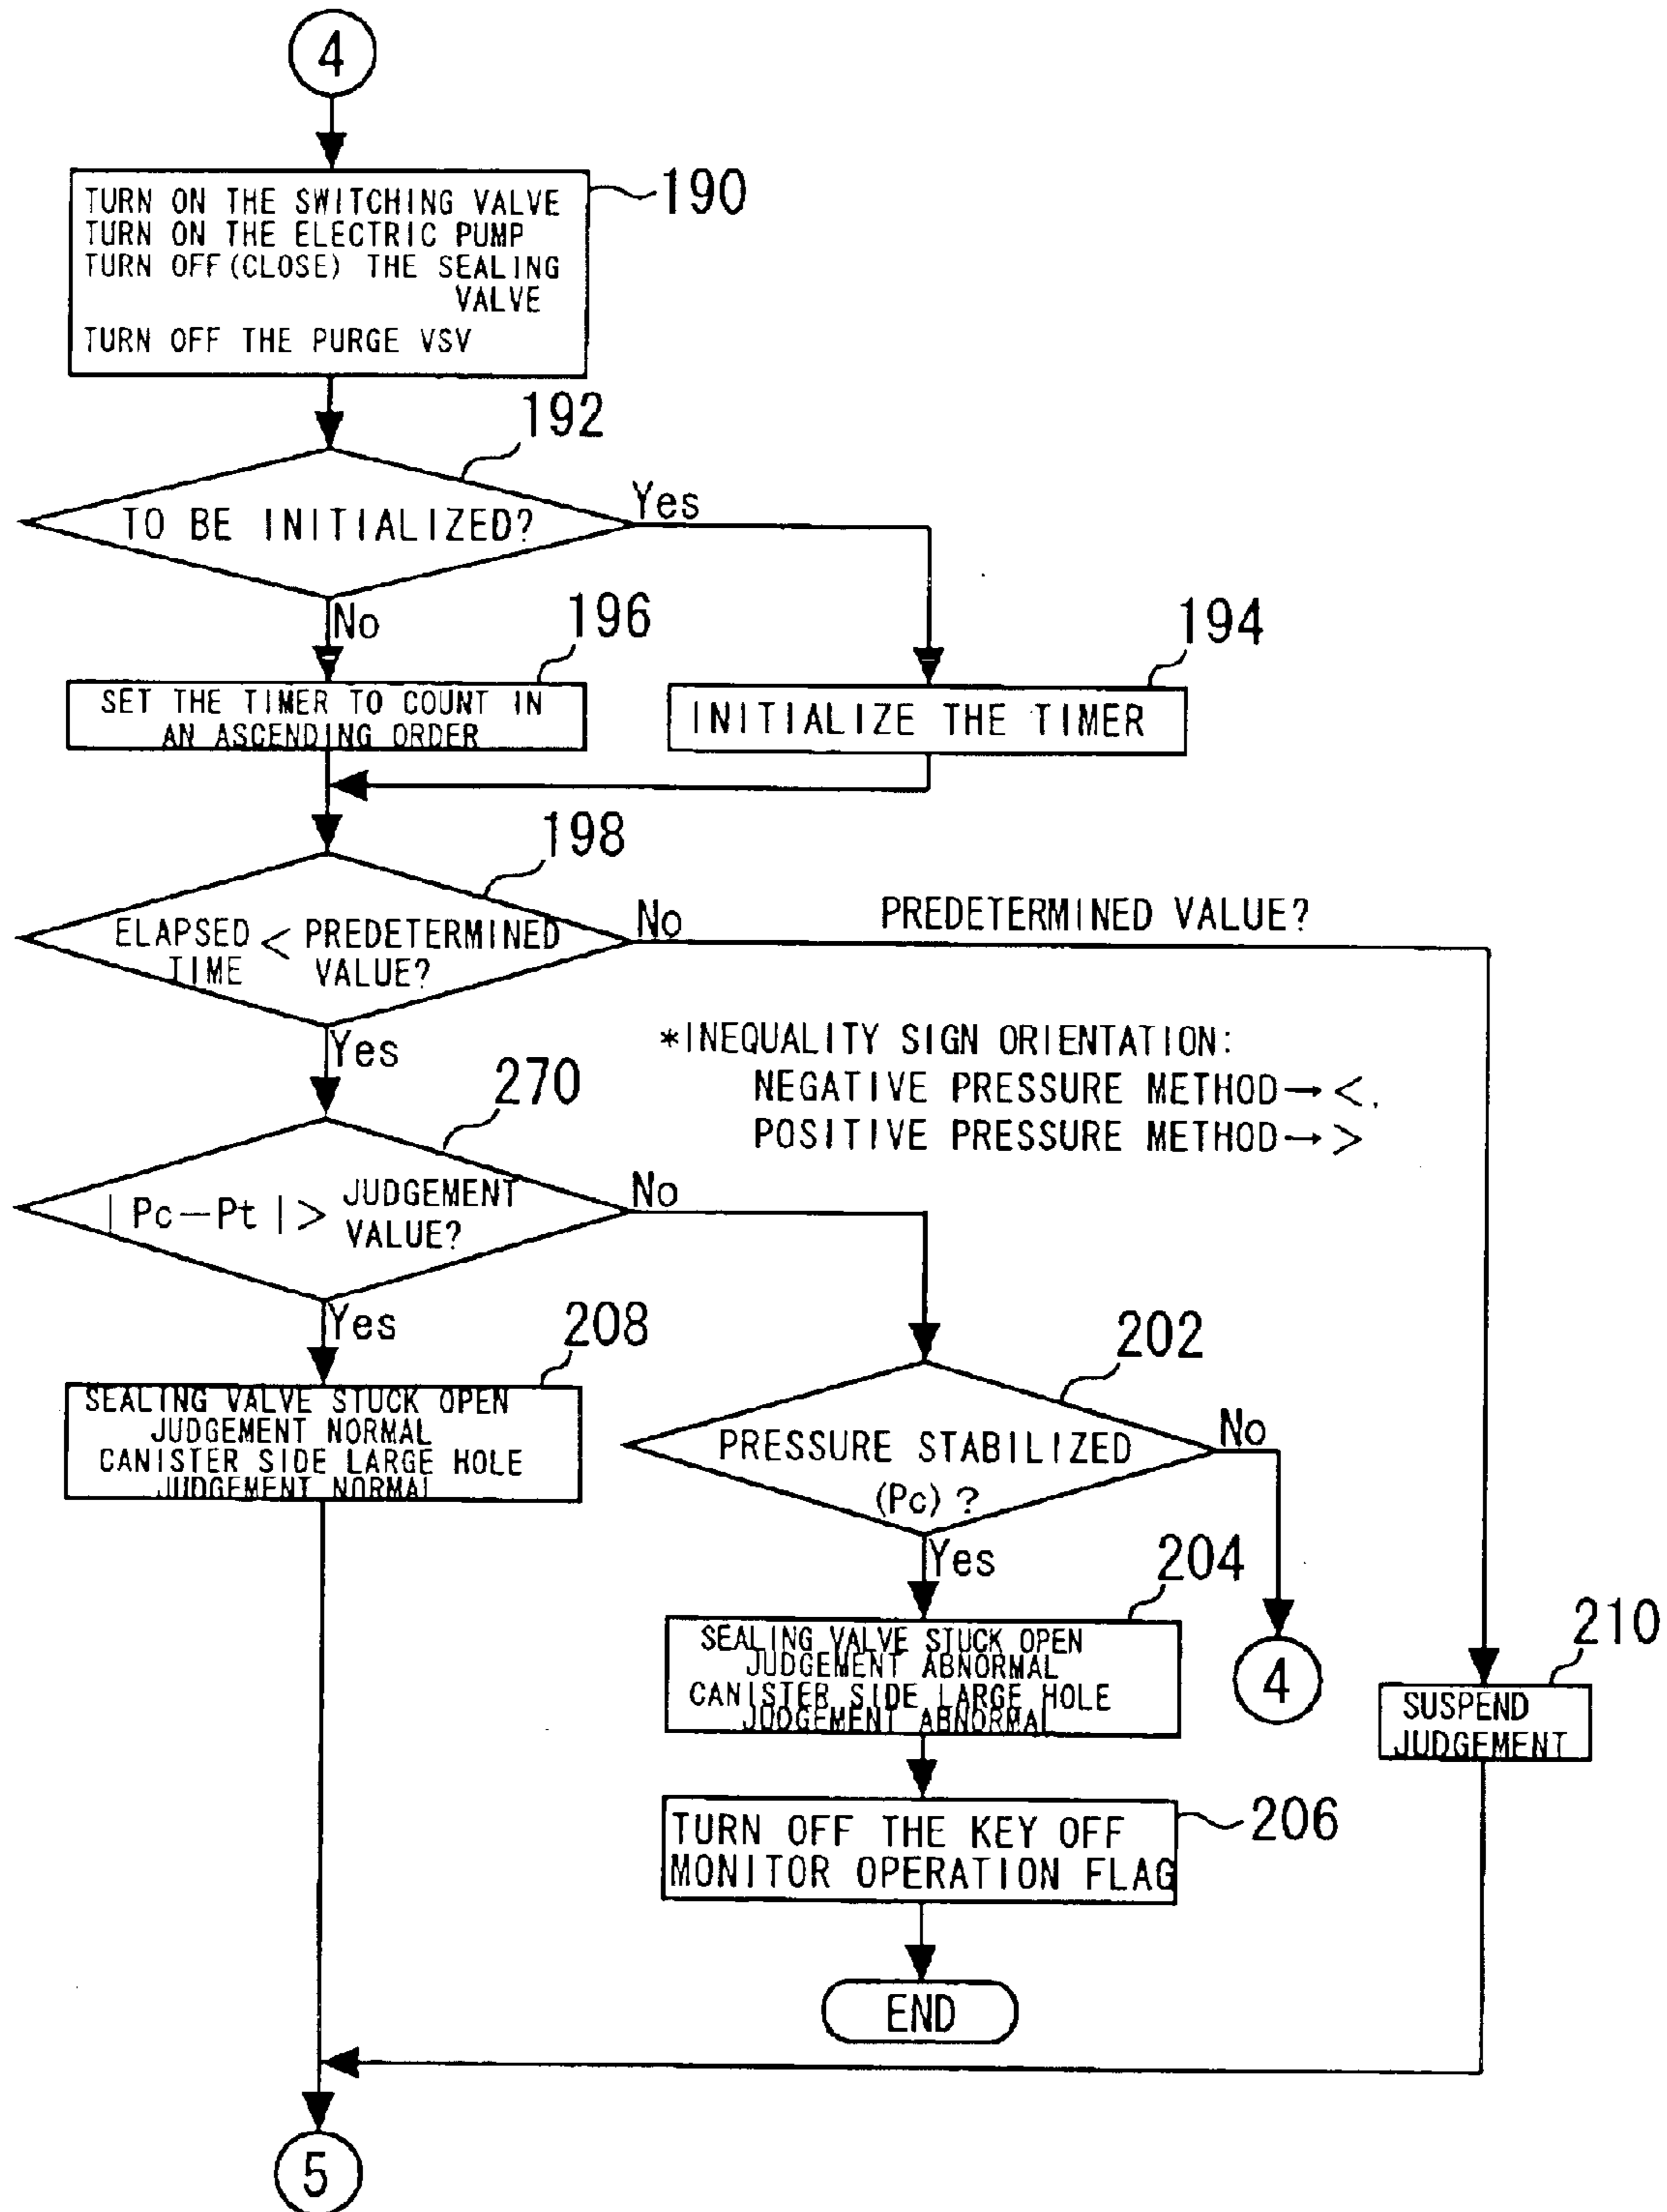 4
TURN ON THE SWITCHING VALVE
TURN ON THE ELECTRIC PUMP
TURN OFF(CLOSE) THE SEALING
VALVE
TURN OFF THE PURGE VSV
190
192
TO BE INITIALIZED?
Yes
No
196
194
SET THE TIMER TO COUNT IN
AN ASCENDING ORDER
INITIALIZE THE TIMER
198
ELAPSED < PREDETERMINED
TIME VALUE?
No
PREDETERMINED VALUE?
Yes
*INEQUALITY SIGN ORIENTATION:
NEGATIVE PRESSURE METHOD→<,
POSITIVE PRESSURE METHOD→>
270
|Pc−Pt|> JUDGEMENT
VALUE?
No
Yes
208
SEALING VALVE STUCK OPEN
JUDGEMENT NORMAL
CANISTER SIDE LARGE HOLE
JUDGEMENT NORMAL
202
PRESSURE STABILIZED
(Pc)?
No
Yes
204
SEALING VALVE STUCK OPEN
JUDGEMENT ABNORMAL
CANISTER SIDE LARGE HOLE
JUDGEMENT ABNORMAL
4
210
SUSPEND
JUDGEMENT
206
TURN OFF THE KEY OFF
MONITOR OPERATION FLAG
END
5